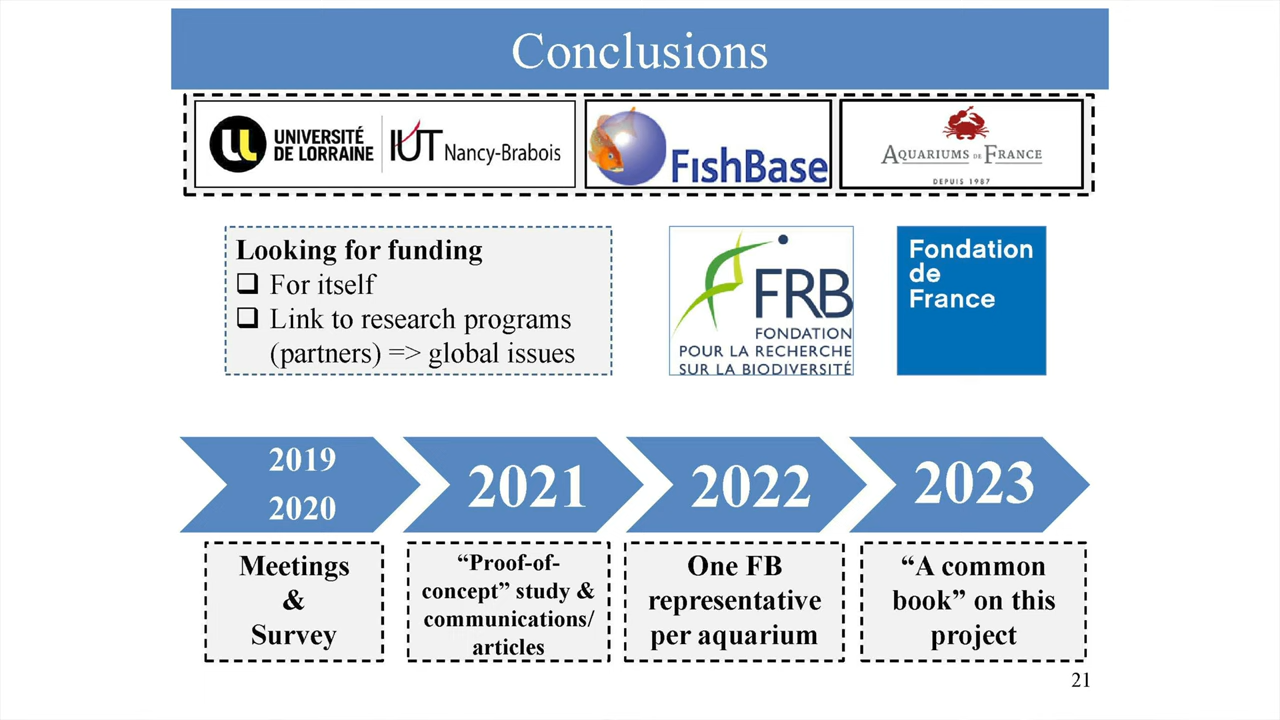 Conclusions
UNIVERSITÉ
DE LORRAINE
IUT Nancy-Brabois
FishBase
AQUARIUMS DE FRANCE
DEPUIS 1987
Looking for funding
❑ For itself
❑ Link to research programs
(partners) => global issues
FRB
FONDATION
POUR LA RECHERCHE
SUR LA BIODIVERSITÉ
Fondation
de
France
2019
2020
2021
2022
2023
Meetings
&
Survey
“Proof-of-
concept” study &
communications/
articles
One FB
representative
per aquarium
“A common
book” on this
project
21